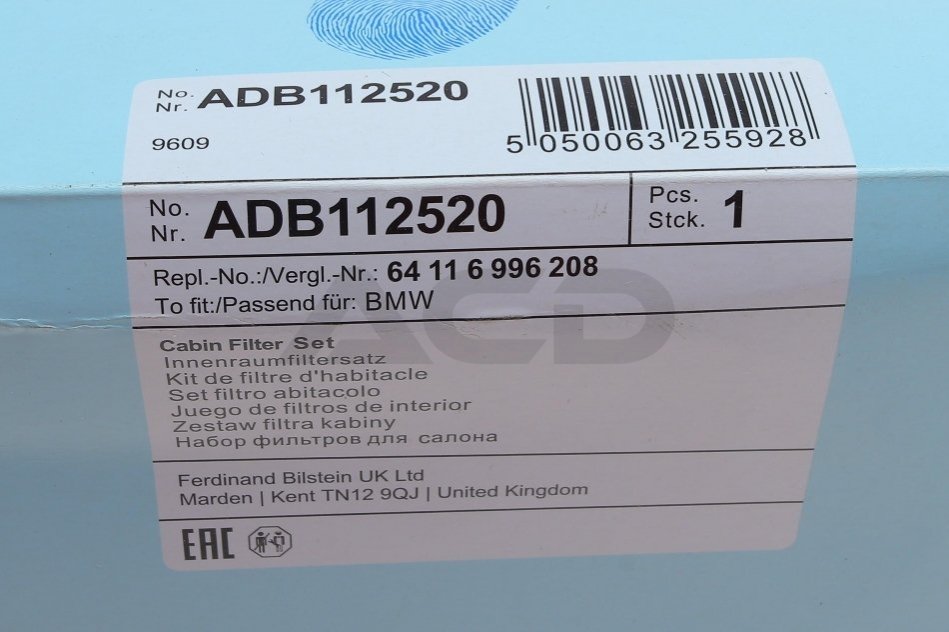 No.
Nr. ADB112520
9609
5 050063 255928
No.
Nr. ADB112520
Pcs.
Stck. 1
Repl.-No.:/Vergl.-Nr.: 64 11 6 996 208
To fit:/Passend für: BMW
ACD
Cabin Filter Set
Innenraumfiltersatz
Kit de filtre d'habitacle
Set filtro abitacolo
Juego de filtros de interior
Zestaw filtra kabiny
Набор фильтров для салона
Ferdinand Bilstein UK Ltd
Marden | Kent TN12 9QJ | United Kingdom
EAC